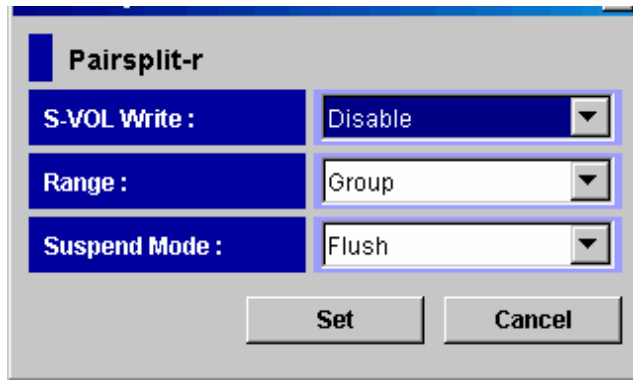 Pairsplit-r
S-VOL Write : Disable
Range : Group
Suspend Mode : Flush
Set Cancel